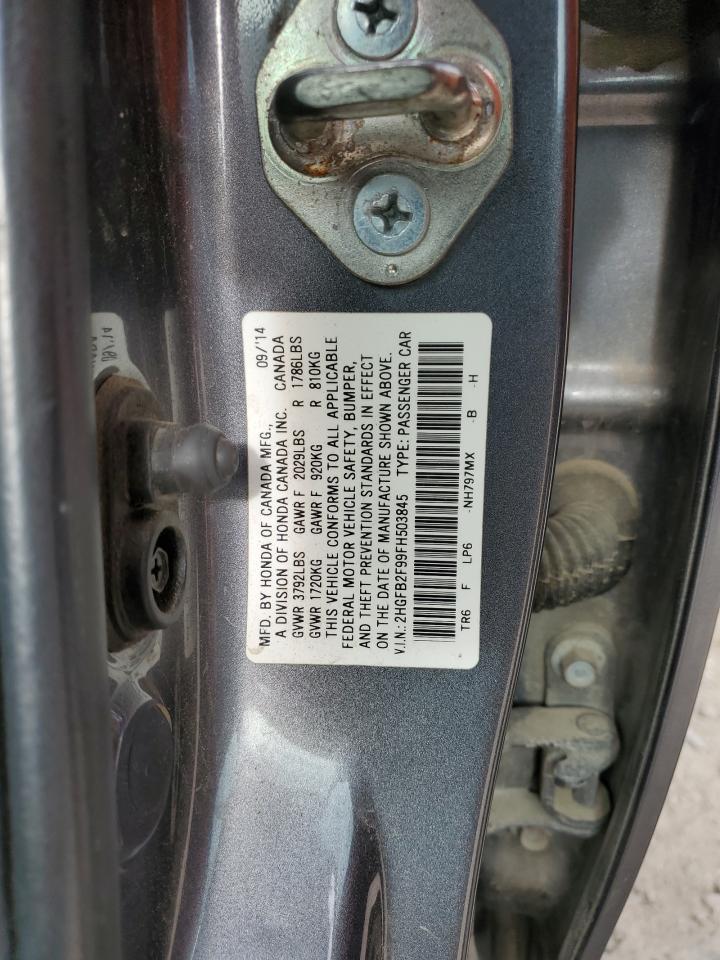 MFD. BY HONDA OF CANADA MFG., 09/'14
A DIVISION OF HONDA CANADA INC. CANADA
GVWR 3792LBS GAWR F 2029LBS R 1786LBS
GVWR 1720KG GAWR F 920KG R 810KG
THIS VEHICLE CONFORMS TO ALL APPLICABLE
FEDERAL MOTOR VEHICLE SAFETY, BUMPER,
AND THEFT PREVENTION STANDARDS IN EFFECT
ON THE DATE OF MANUFACTURE SHOWN ABOVE.
V.I.N.: 2HGFB2F99FH503845 TYPE: PASSENGER CAR
TR6 F LP6 -NH797MX -B -H